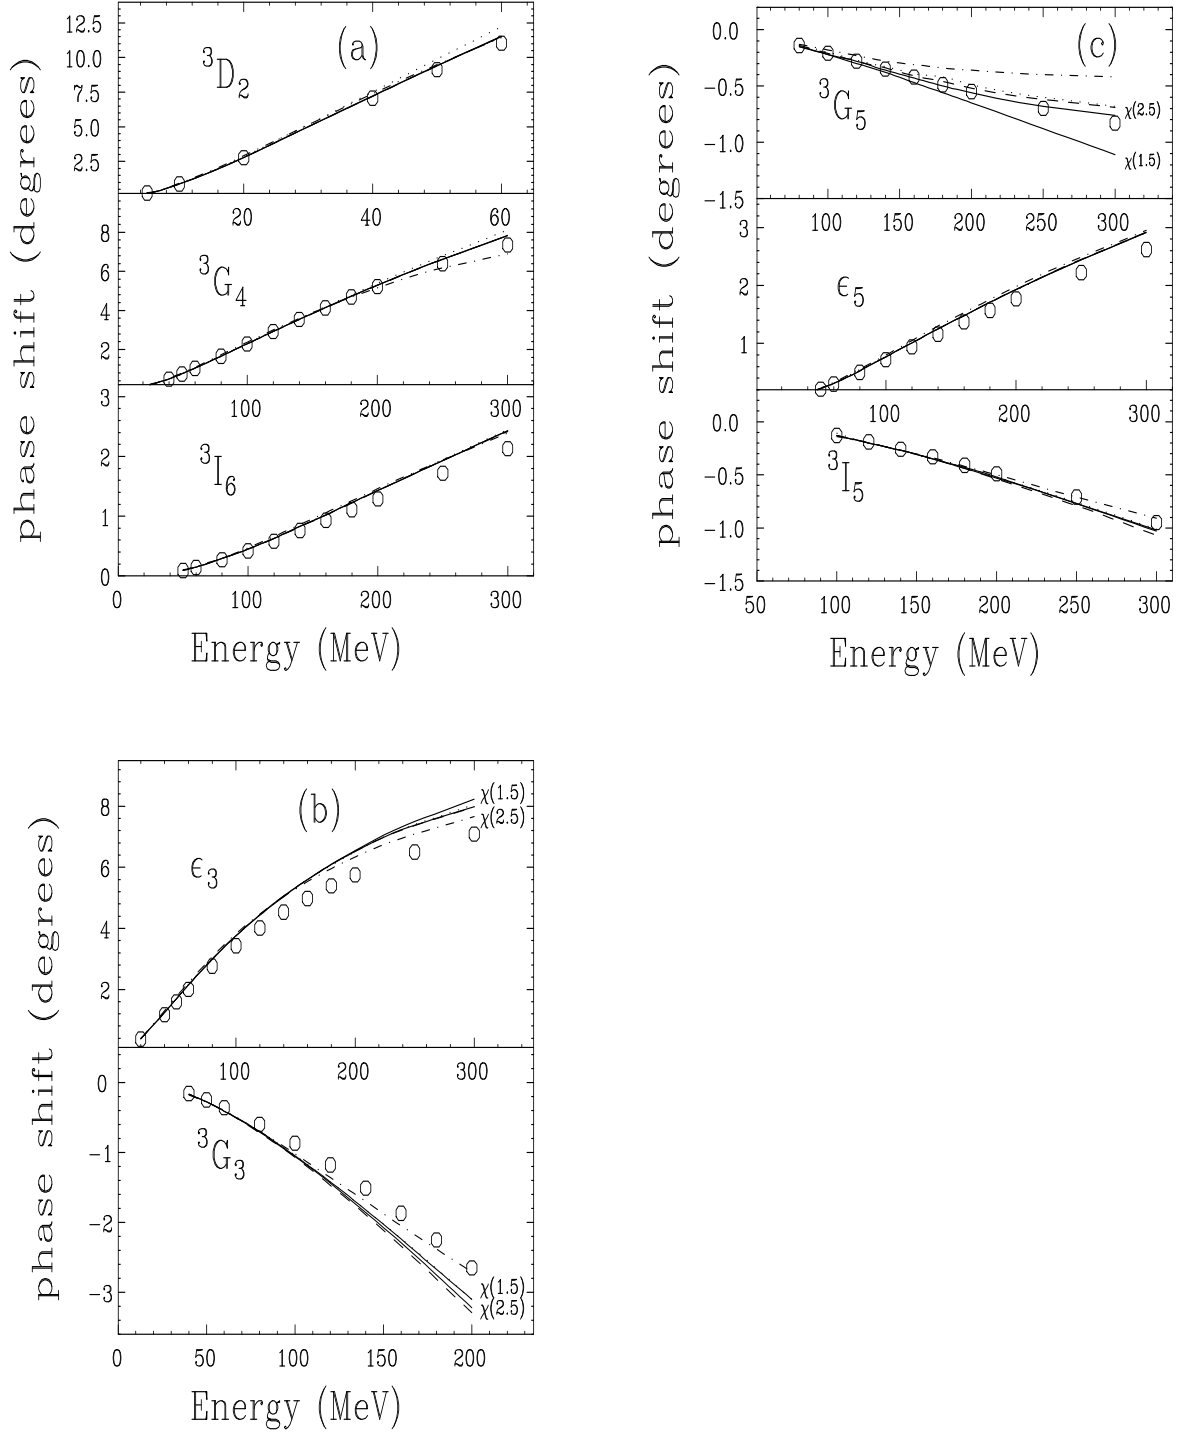 phase shift (degrees)
12.5
10.0
7.5
5.0
2.5
³D₂
(a)
20
40
60
8
6
4
2
³G₄
100
200
300
3
2
1
0
³I₆
0
100
200
300
Energy (MeV)
phase shift (degrees)
0.0
−0.5
−1.0
−1.5
³G₅
(c)
χ(2.5)
χ(1.5)
100
150
200
250
300
3
2
1
ϵ₅
100
200
300
0.0
−0.5
−1.0
−1.5
³I₅
50
100
150
200
250
300
Energy (MeV)
phase shift (degrees)
8
6
4
2
ϵ₃
(b)
χ(1.5)
χ(2.5)
100
200
300
0
−1
−2
−3
³G₃
χ(1.5)
χ(2.5)
0
50
100
150
200
Energy (MeV)